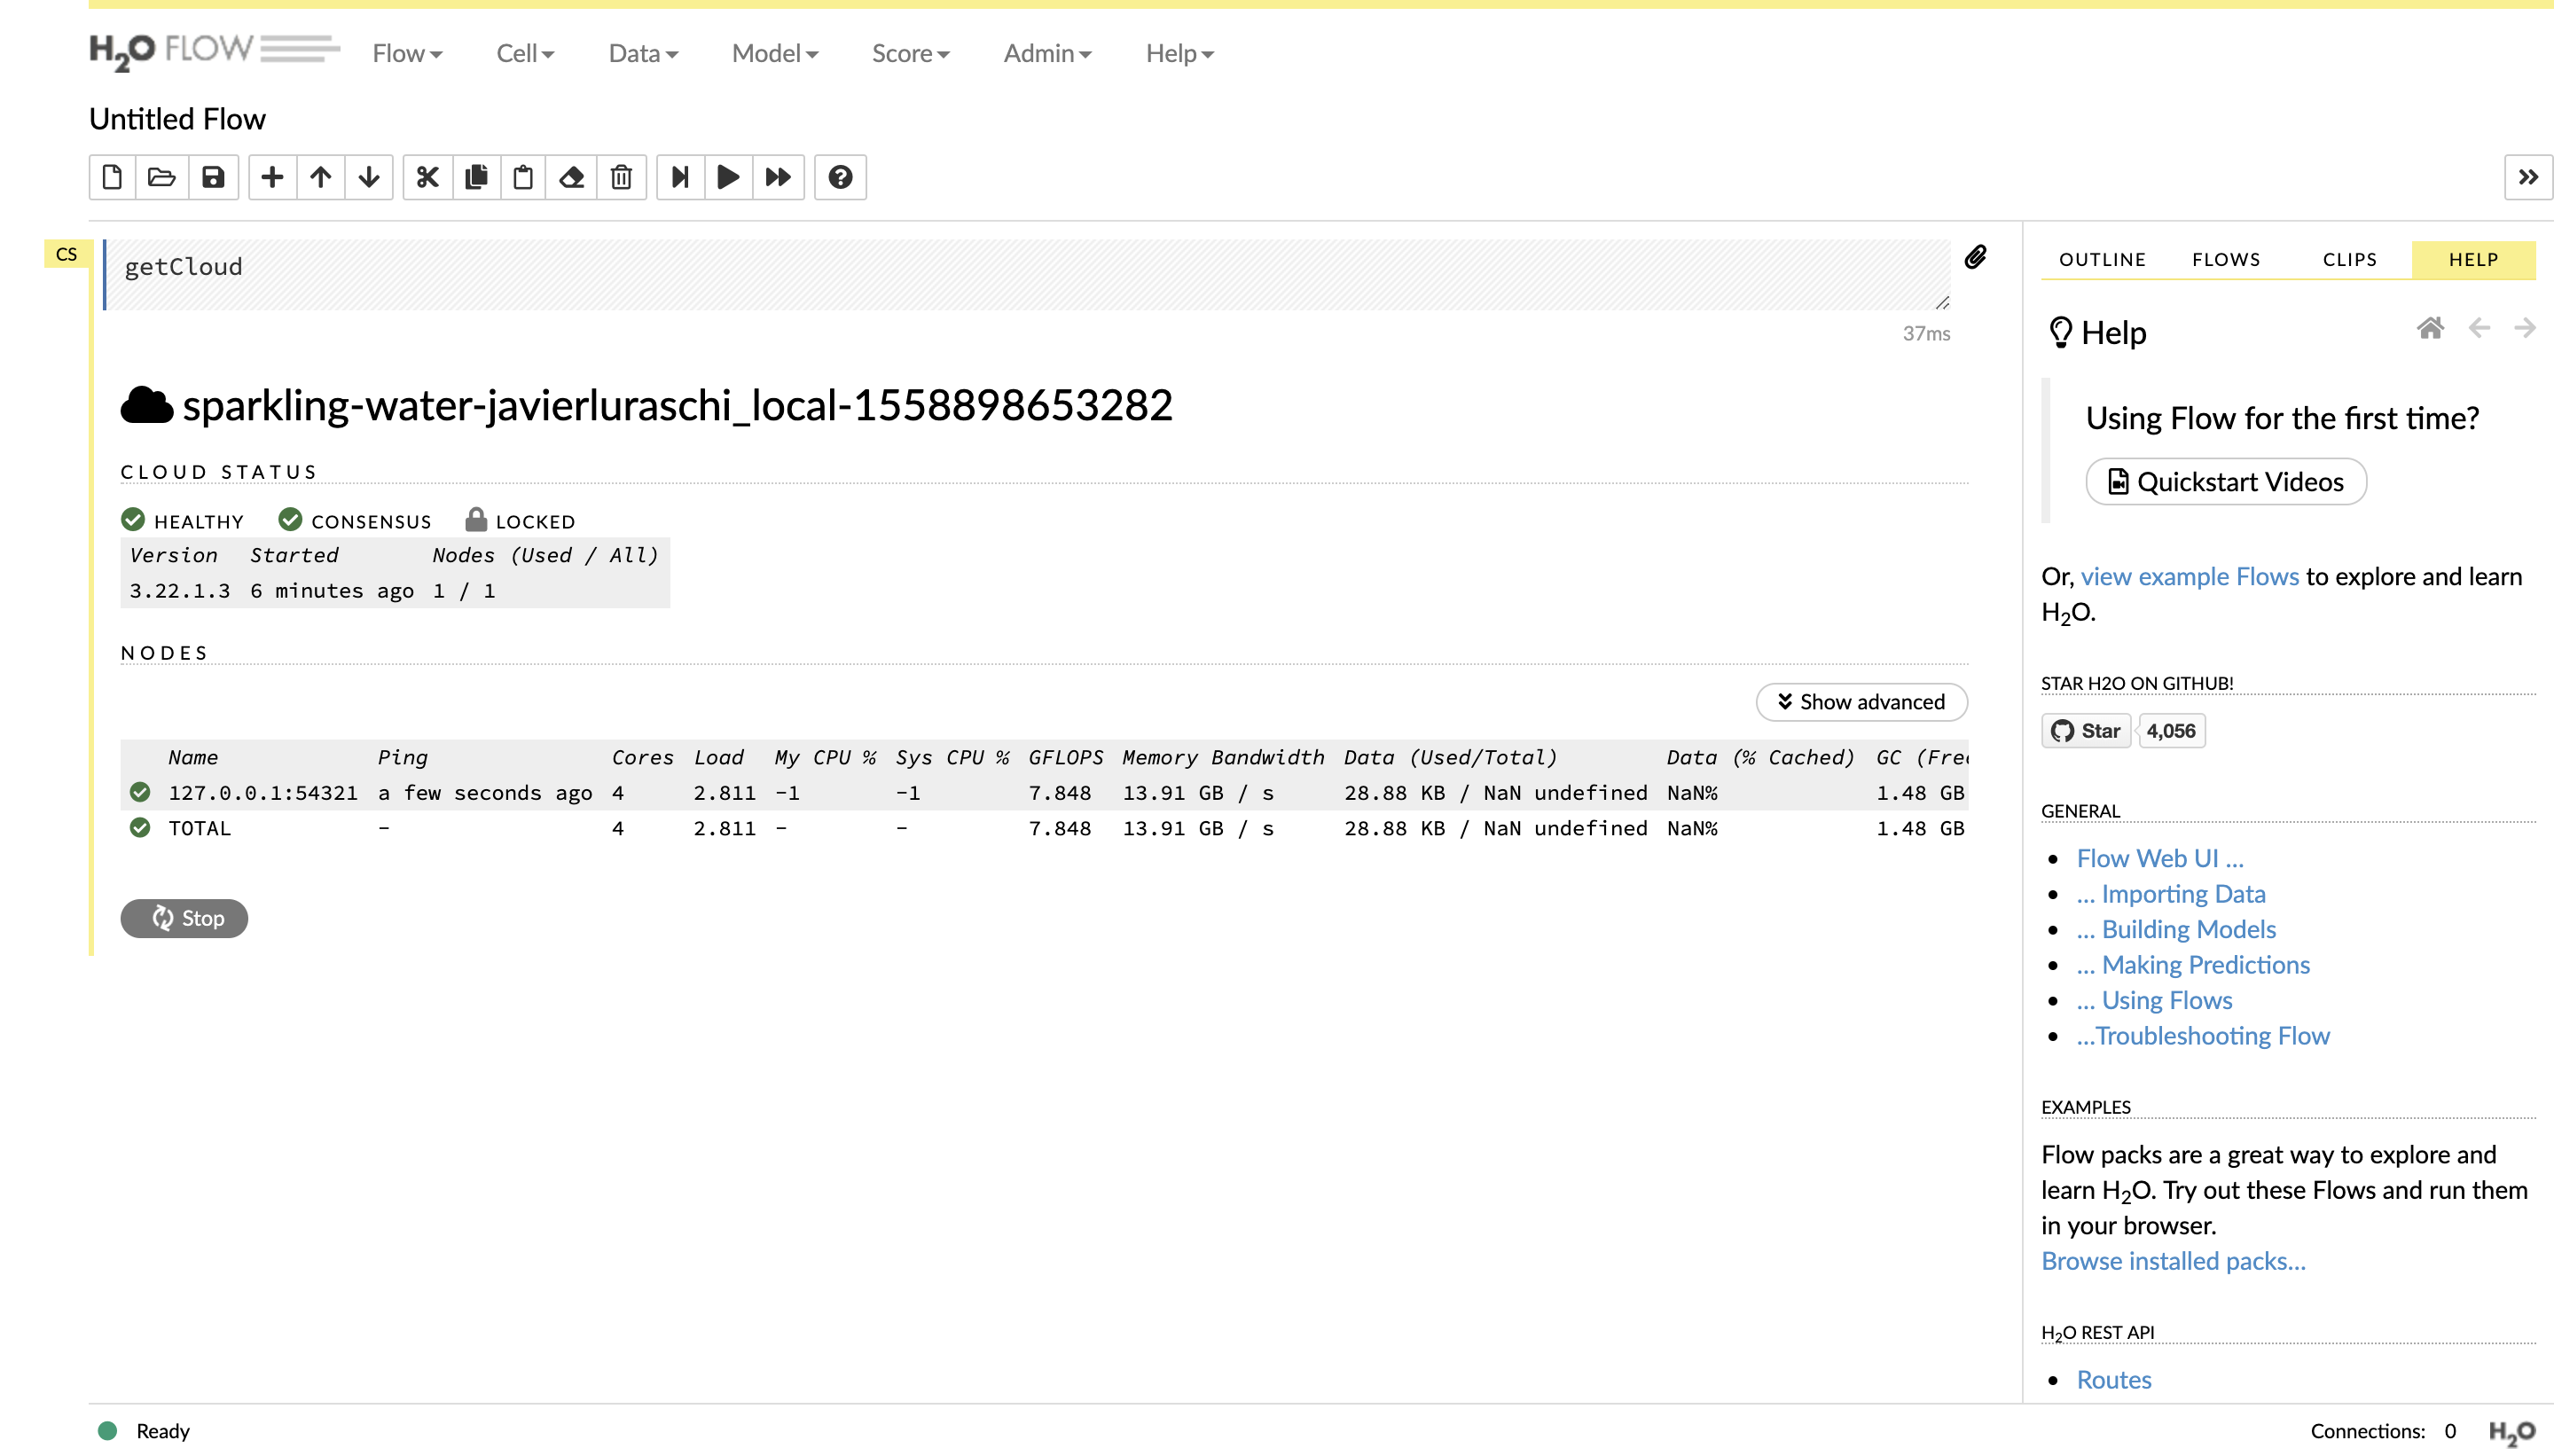 H2O FLOW Flow Cell Data Model Score Admin Help
Untitled Flow
CS
getCloud
37ms
sparkling-water-javierluraschi_local-1558898653282
CLOUD STATUS
HEALTHY CONSENSUS LOCKED
Version Started Nodes (Used / All)
3.22.1.3 6 minutes ago 1 / 1
NODES
Show advanced
Name Ping Cores Load My CPU % Sys CPU % GFLOPS Memory Bandwidth Data (Used/Total) Data (% Cached) GC (Free
127.0.0.1:54321 a few seconds ago 4 2.811 -1 -1 7.848 13.91 GB / s 28.88 KB / NaN undefined NaN% 1.48 GB
TOTAL - 4 2.811 - - 7.848 13.91 GB / s 28.88 KB / NaN undefined NaN% 1.48 GB
Stop
OUTLINE FLOWS CLIPS HELP
Help
Using Flow for the first time?
Quickstart Videos
Or, view example Flows to explore and learn
H2O.
STAR H2O ON GITHUB!
Star 4,056
GENERAL
• Flow Web UI ...
• ... Importing Data
• ... Building Models
• ... Making Predictions
• ... Using Flows
• ...Troubleshooting Flow
EXAMPLES
Flow packs are a great way to explore and
learn H2O. Try out these Flows and run them
in your browser.
Browse installed packs...
H2O REST API
• Routes
Ready
Connections: 0 H2O